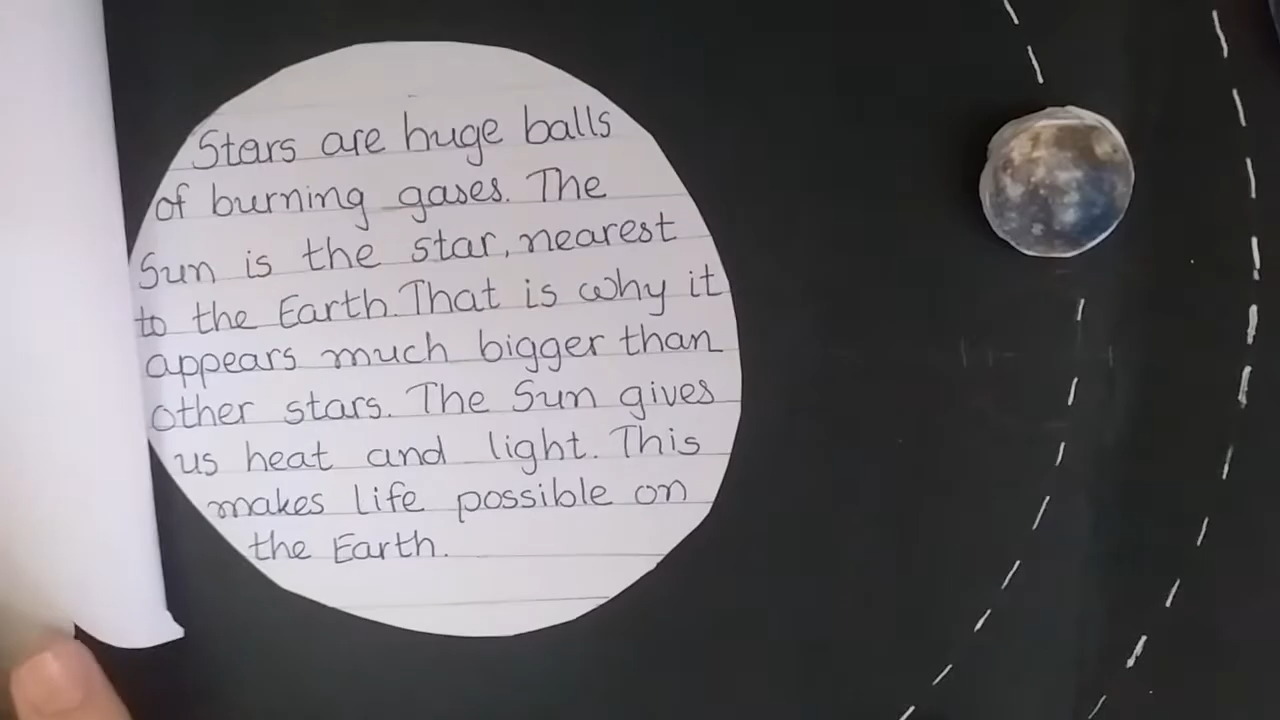 Stars are huge balls
of burning gases. The
Sun is the star, nearest
to the Earth. That is why it
appears much bigger than
other stars. The Sun gives
us heat and light. This
makes life possible on
the Earth.